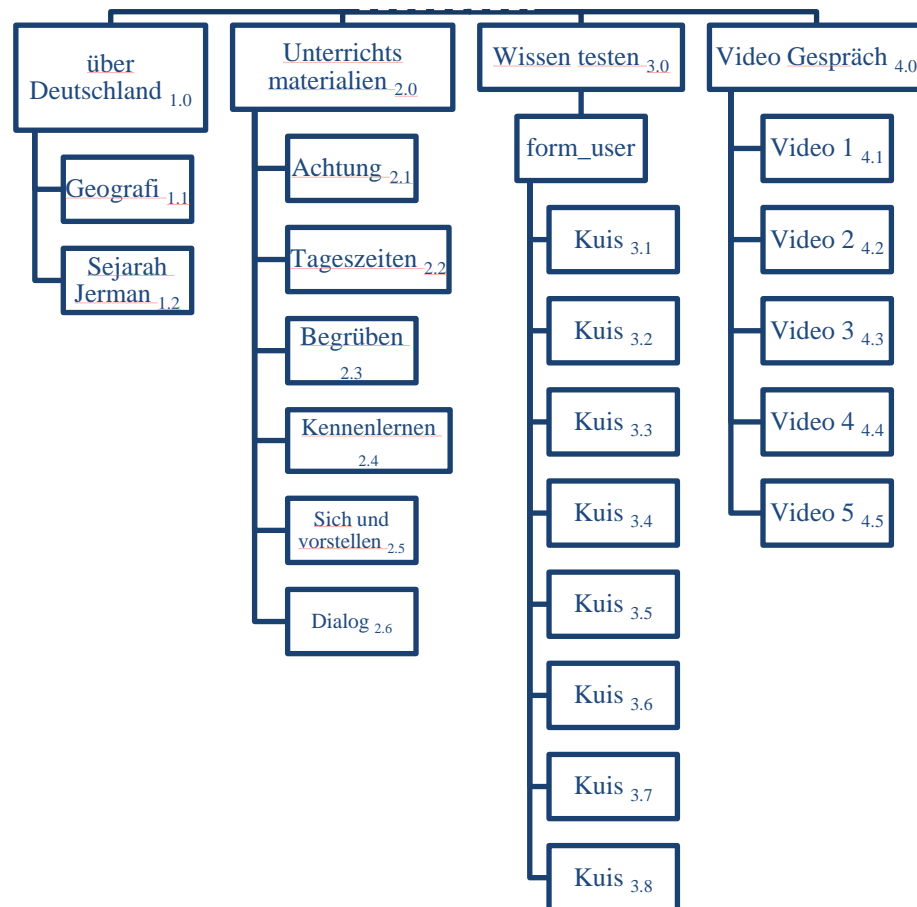 über
Deutschland 1.0
Geografi 1.1
Sejarah
Jerman 1.2
Unterrichts
materialien 2.0
Achtung 2.1
Tageszeiten 2.2
Begrüben
2.3
Kennenlernen
2.4
Sich und
vorstellen 2.5
Dialog 2.6
Wissen testen 3.0
form_user
Kuis 3.1
Kuis 3.2
Kuis 3.3
Kuis 3.4
Kuis 3.5
Kuis 3.6
Kuis 3.7
Kuis 3.8
Video Gespräch 4.0
Video 1 4.1
Video 2 4.2
Video 3 4.3
Video 4 4.4
Video 5 4.5